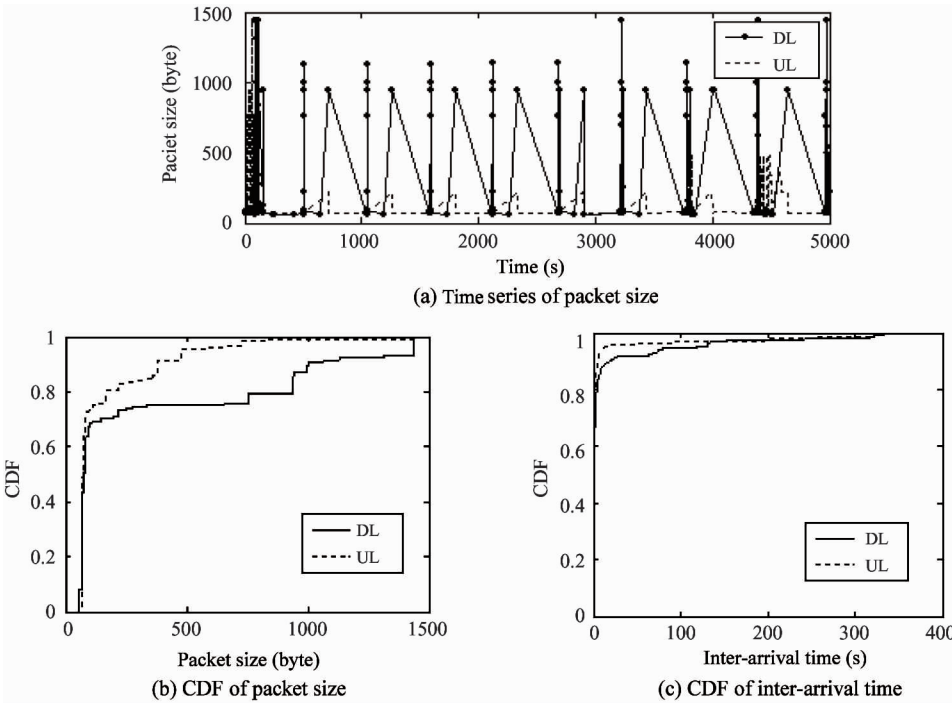 1500
1000
500
0
Paciet size (byte)
DL
UL
0 1000 2000 3000 4000 5000
Time (s)
(a) Time series of packet size
1
0.8
0.6
0.4
0.2
0
CDF
DL
UL
0 500 1000 1500
Packet size (byte)
(b) CDF of packet size
1
0.8
0.6
0.4
0.2
0
CDF
DL
UL
0 100 200 300 400
Inter-arrival time (s)
(c) CDF of inter-arrival time